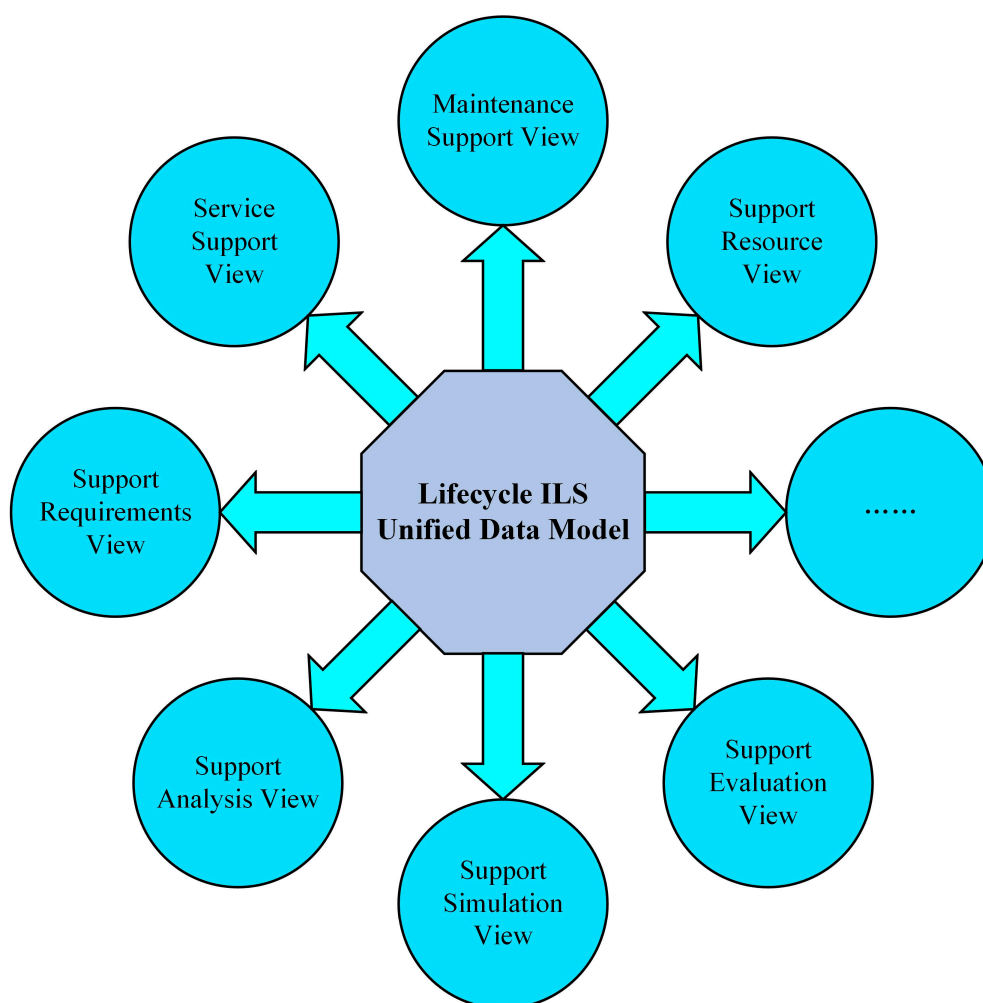 Maintenance
Support View
Service
Support
View
Support
Resource
View
Support
Requirements
View
Lifecycle ILS
Unified Data Model
......
Support
Analysis View
Support
Evaluation
View
Support
Simulation
View